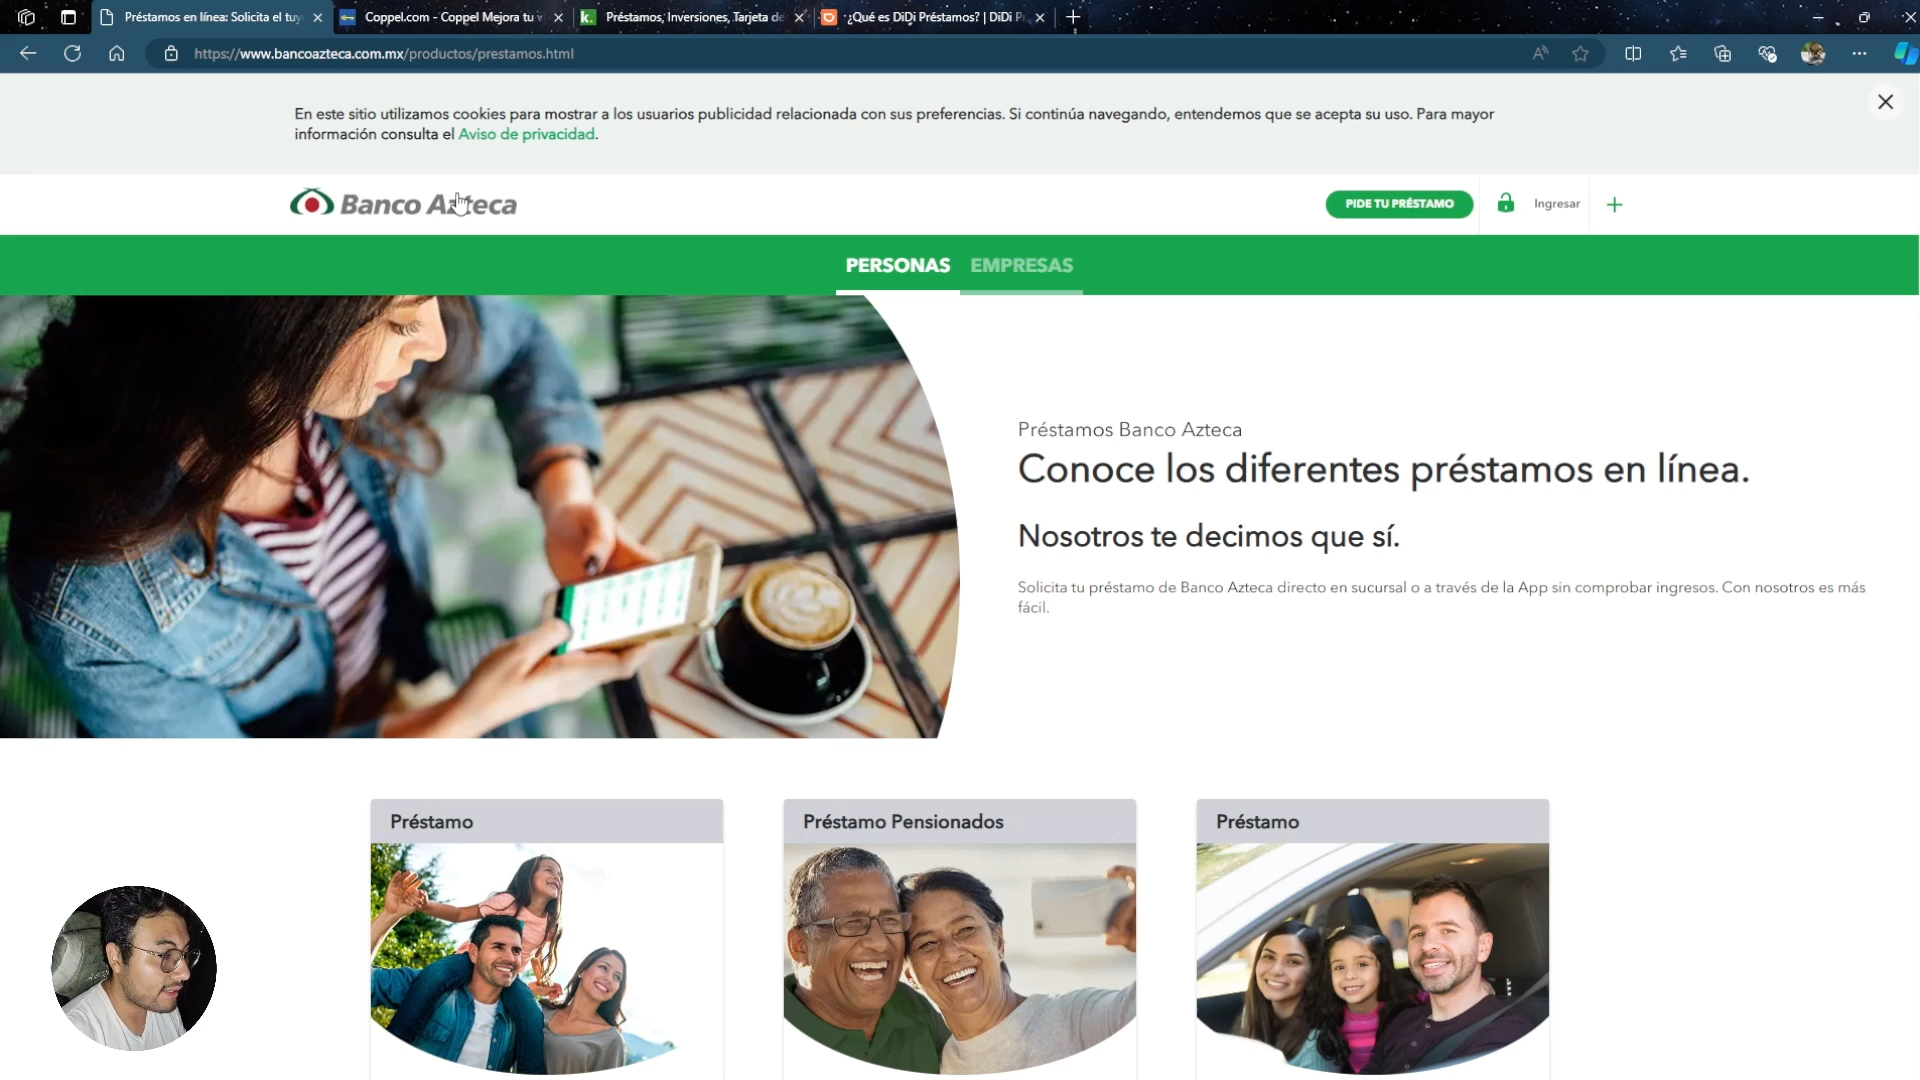 Préstamos en línea: Solicita el tuy
Coppel.com - Coppel Mejora tu v
k.
Préstamos, Inversiones, Tarjeta de
¿Qué es DiDi Préstamos? | DiDi P
https://www.bancoazteca.com.mx/productos/prestamos.html
En este sitio utilizamos cookies para mostrar a los usuarios publicidad relacionada con sus preferencias. Si continúa navegando, entendemos que se acepta su uso. Para mayor
información consulta el Aviso de privacidad.
Banco Azteca
PIDE TU PRÉSTAMO
Ingresar
PERSONAS EMPRESAS
Préstamos Banco Azteca
Conoce los diferentes préstamos en línea.
Nosotros te decimos que sí.
Solicita tu préstamo de Banco Azteca directo en sucursal o a través de la App sin comprobar ingresos. Con nosotros es más
fácil.
Préstamo
Préstamo Pensionados
Préstamo